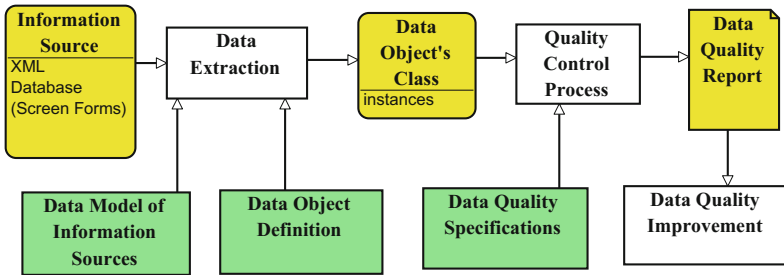 Information
Source
XML
Database
(Screen Forms)
Data
Extraction
Data
Object's
Class
instances
Quality
Control
Process
Data
Quality
Report
Data Model of
Information
Sources
Data Object
Definition
Data Quality
Specifications
Data Quality
Improvement